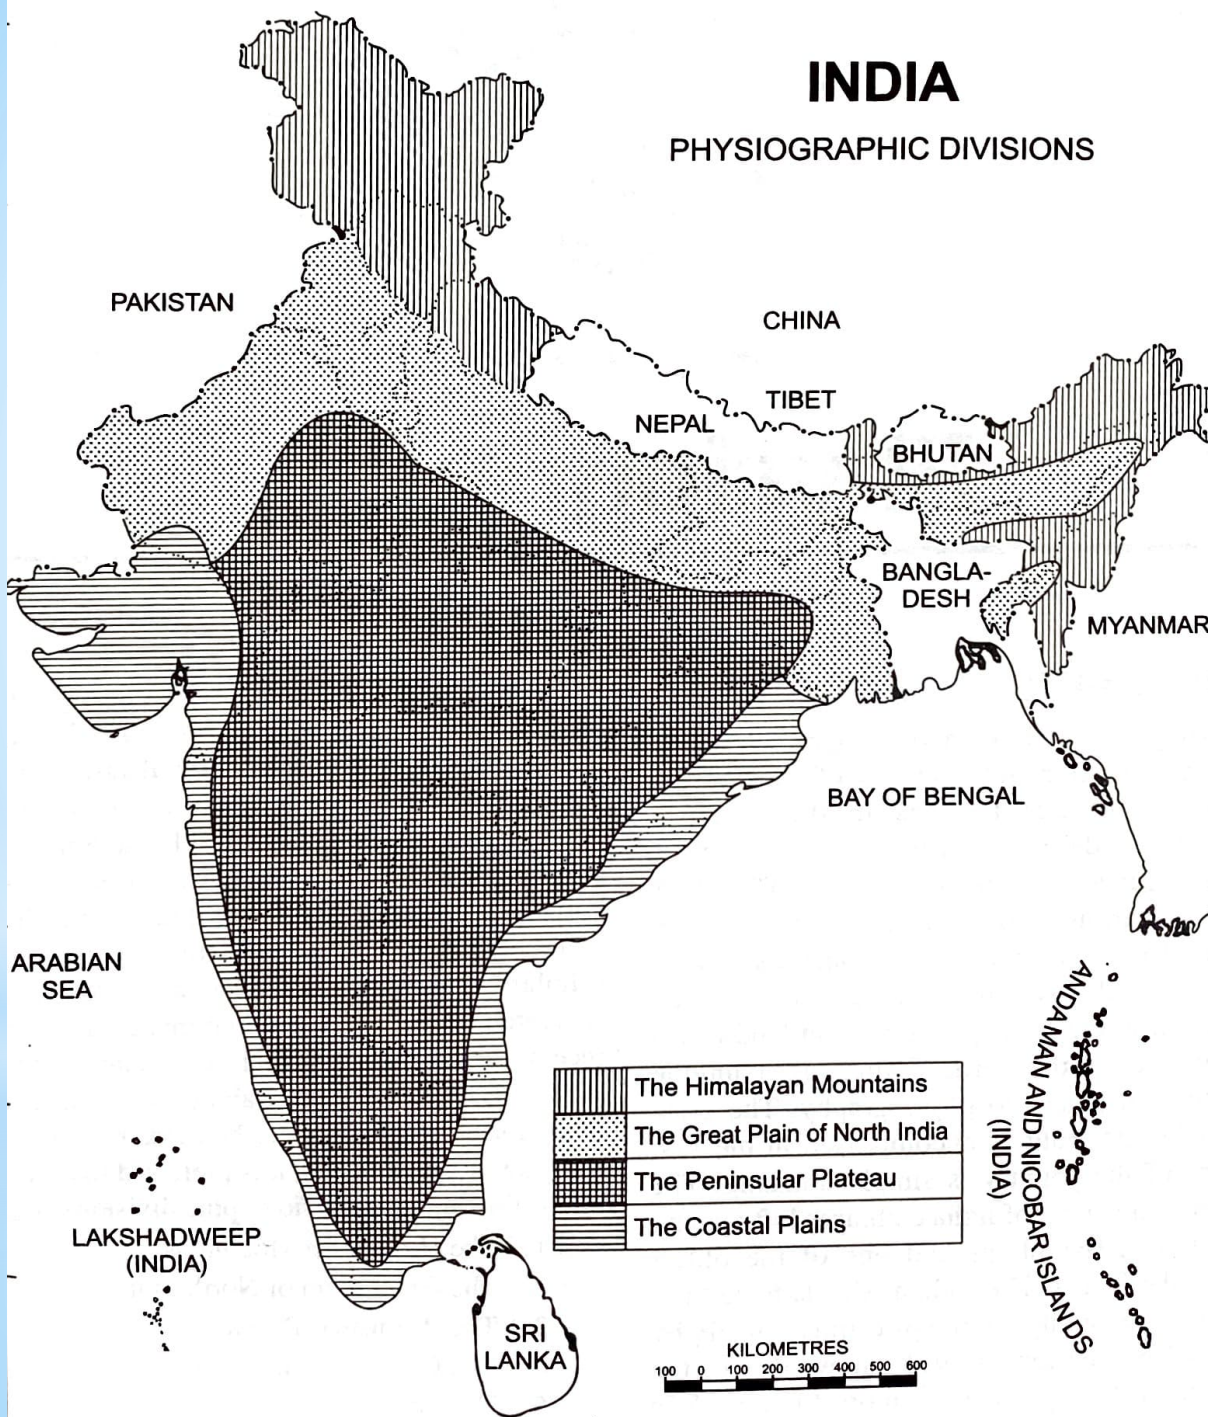 INDIA
PHYSIOGRAPHIC DIVISIONS
PAKISTAN
CHINA
TIBET
NEPAL
BHUTAN
BANGLA-
DESH
MYANMAR
BAY OF BENGAL
ARABIAN
SEA
ANDAMAN AND NICOBAR ISLANDS
(INDIA)
The Himalayan Mountains
The Great Plain of North India
The Peninsular Plateau
The Coastal Plains
LAKSHADWEEP
(INDIA)
SRI
LANKA
KILOMETRES
100 0 100 200 300 400 500 600